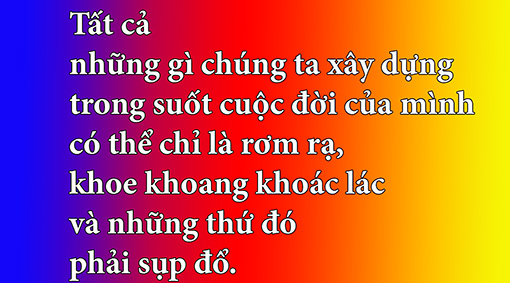 Tất cả
những gì chúng ta xây dựng
trong suốt cuộc đời của mình
có thể chỉ là rơm rạ,
khoe khoang khoác lác
và những thứ đó
phải sụp đổ.